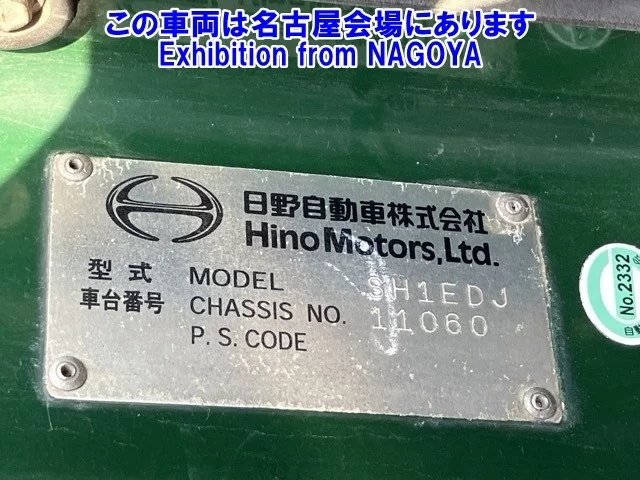 この車両は名古屋会場にあります
Exhibition from NAGOYA
日野自動車株式会社
Hino Motors, Ltd.
型式 MODEL SH1EDJ
車台番号 CHASSIS NO. 11060
P. S. CODE
No.2332